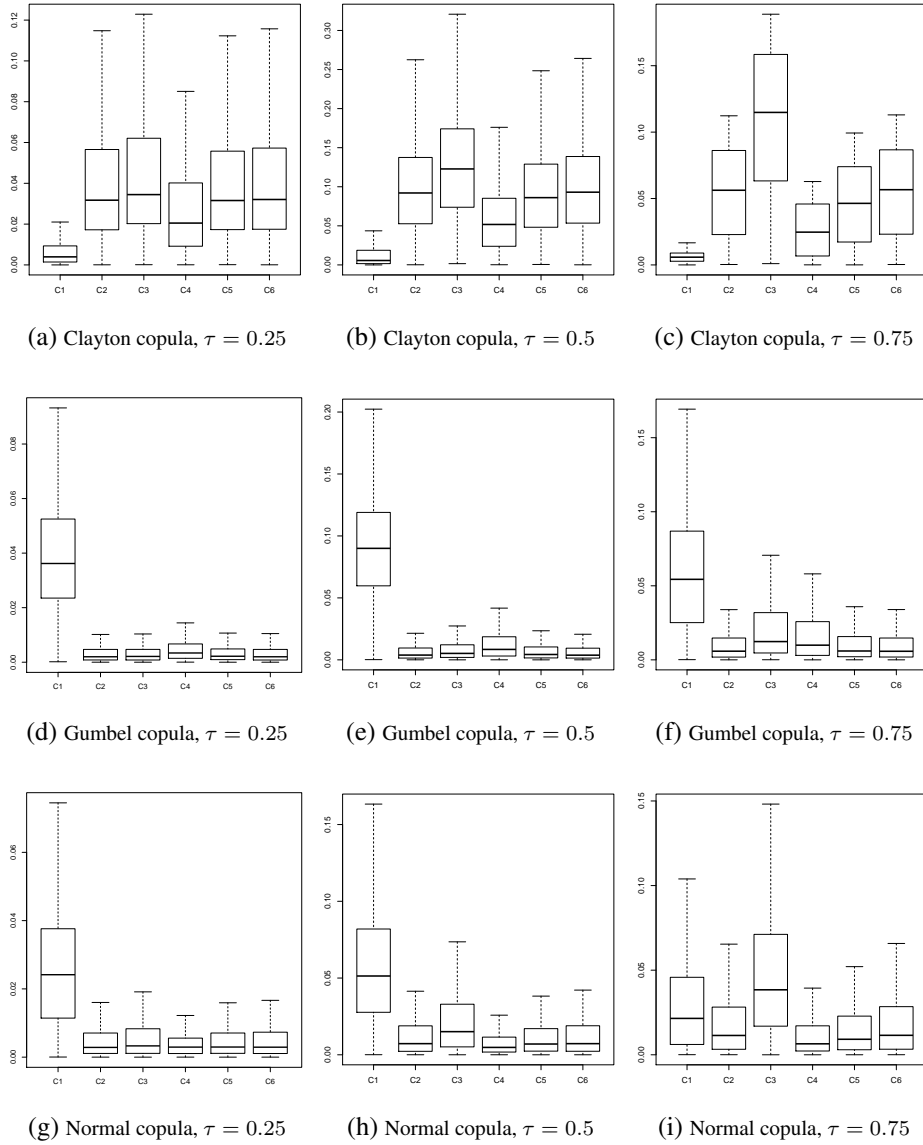 0.00 0.02 0.04 0.06 0.08 0.10 0.12
C1 C2 C3 C4 C5 C6
0.00 0.05 0.10 0.15 0.20 0.25 0.30
C1 C2 C3 C4 C5 C6
0.00 0.05 0.10 0.15
C1 C2 C3 C4 C5 C6
(a) Clayton copula, τ = 0.25
(b) Clayton copula, τ = 0.5
(c) Clayton copula, τ = 0.75
0.00 0.02 0.04 0.06 0.08
C1 C2 C3 C4 C5 C6
0.00 0.05 0.10 0.15 0.20
C1 C2 C3 C4 C5 C6
0.00 0.05 0.10 0.15
C1 C2 C3 C4 C5 C6
(d) Gumbel copula, τ = 0.25
(e) Gumbel copula, τ = 0.5
(f) Gumbel copula, τ = 0.75
0.00 0.02 0.04 0.06
C1 C2 C3 C4 C5 C6
0.00 0.05 0.10 0.15
C1 C2 C3 C4 C5 C6
0.00 0.05 0.10 0.15
C1 C2 C3 C4 C5 C6
(g) Normal copula, τ = 0.25
(h) Normal copula, τ = 0.5
(i) Normal copula, τ = 0.75